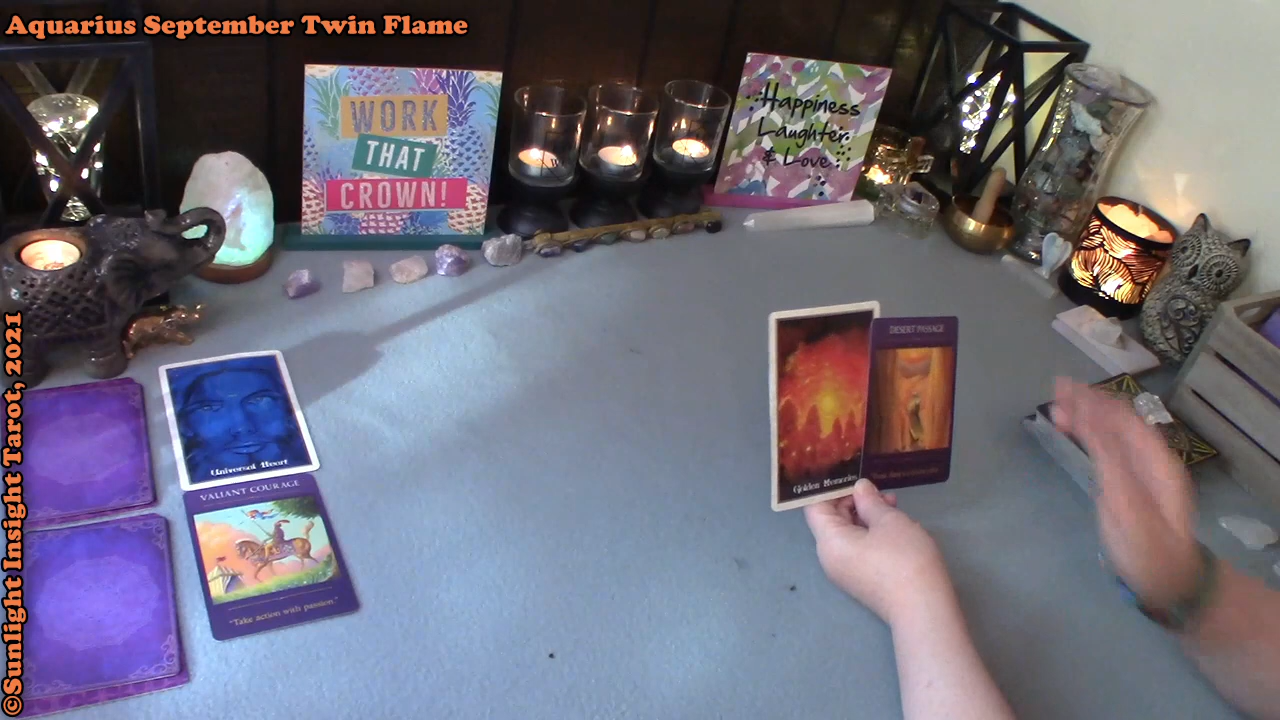 Aquarius September Twin Flame
©Sunlight Insight Tarot, 2021
WORK
THAT
CROWN!
Happiness
Laughter
& Love
Universal Heart
VALIANT COURAGE
"Take action with passion."
Golden Memories
DESERT PASSAGE